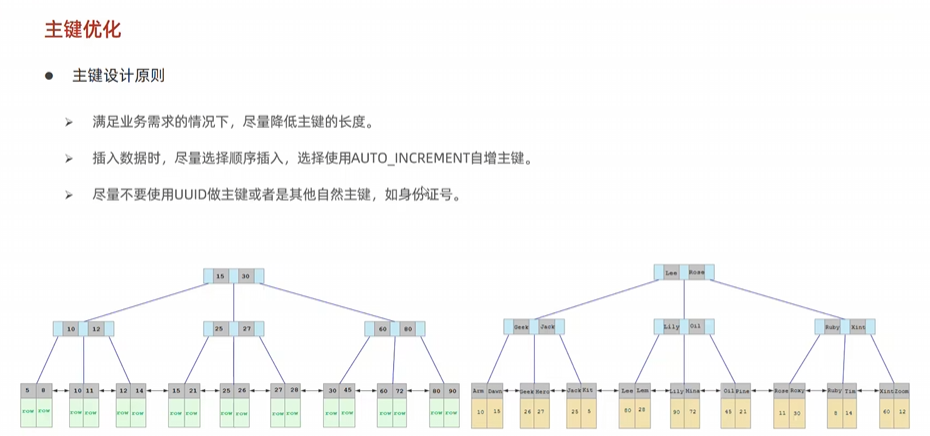 主键优化
主键设计原则
满足业务需求的情况下，尽量降低主键的长度。
插入数据时，尽量选择顺序插入，选择使用AUTO_INCREMENT自增主键。
尽量不要使用UUID做主键或者是其他自然主键，如身份证号。
15 30 Lee Rose
10 12 25 27 60 80 Geek Jack Lily Oil Ruby Xint
5 8 10 11 12 14 15 21 25 26 27 28 30 45 60 72 80 90 Arm Dawn Geek Hero Jack Kit Lee Lem Lily Mine Oil Pine Rose Roxy Ruby Tim Xint Zoom
row row row row row row row row row row row row row row row row row row 10 15 26 27 25 5 80 28 90 72 45 21 11 30 8 14 60 12